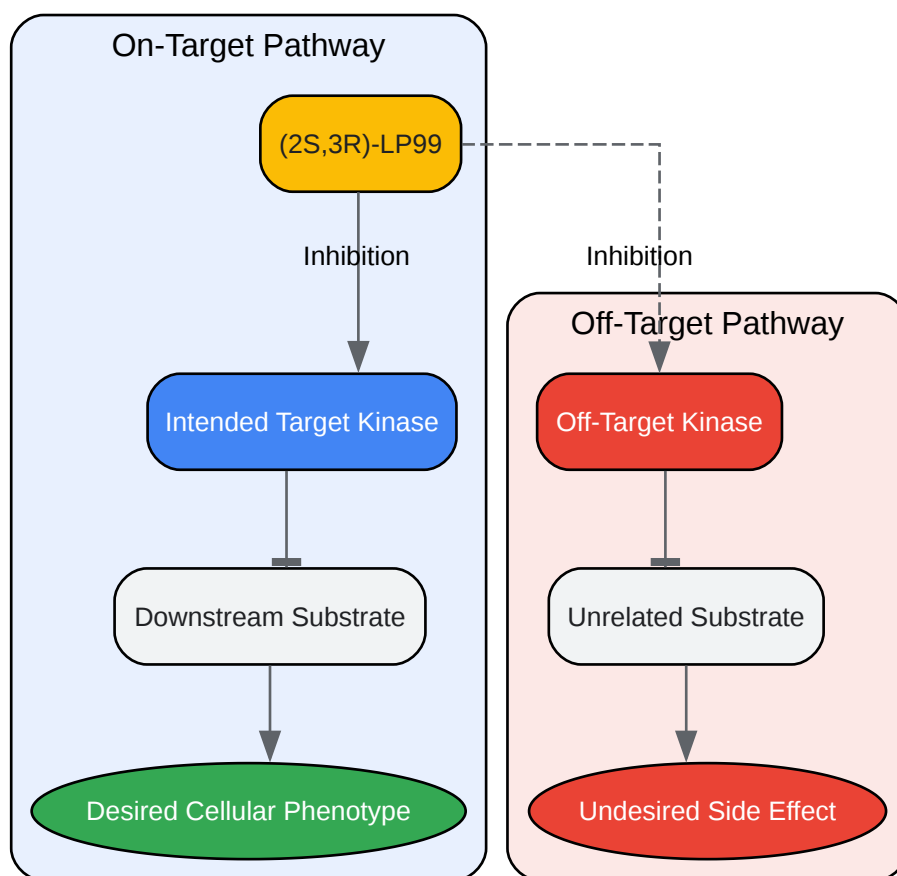 On-Target Pathway
(2S,3R)-LP99
Inhibition
Inhibition
Off-Target Pathway
Intended Target Kinase
Off-Target Kinase
Downstream Substrate
Unrelated Substrate
Desired Cellular Phenotype
Undesired Side Effect